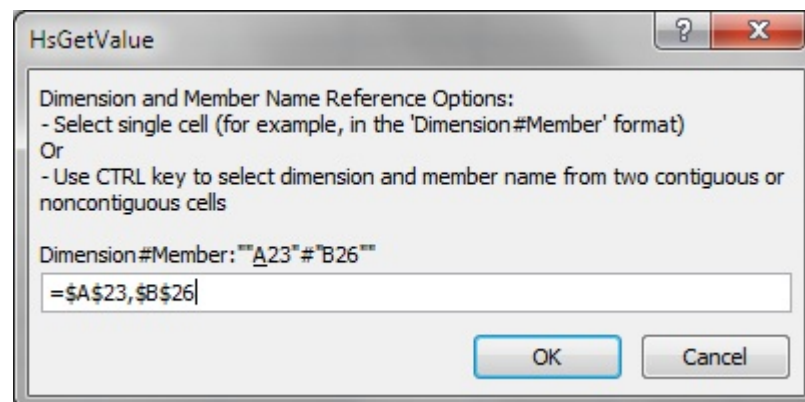 HsGetValue
Dimension and Member Name Reference Options:
- Select single cell (for example, in the 'Dimension#Member' format)
Or
- Use CTRL key to select dimension and member name from two contiguous or
noncontiguous cells
Dimension#Member:""A23"#"B26""
=$A$23,$B$26
OK Cancel